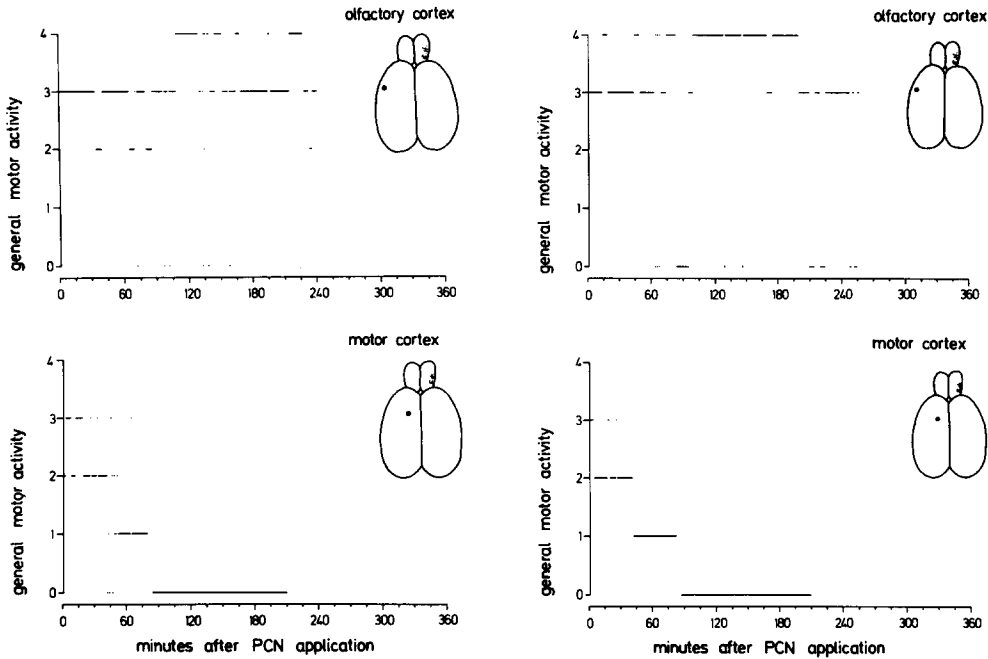 olfactory cortex
general motor activity
4
3
2
1
0
0 60 120 180 240 300 360
olfactory cortex
general motor activity
4
3
2
1
0
0 60 120 180 240 300 360
motor cortex
general motor activity
4
3
2
1
0
0 60 120 180 240 300 360
minutes after PCN application
motor cortex
general motor activity
4
3
2
1
0
0 60 120 180 240 300 360
minutes after PCN application